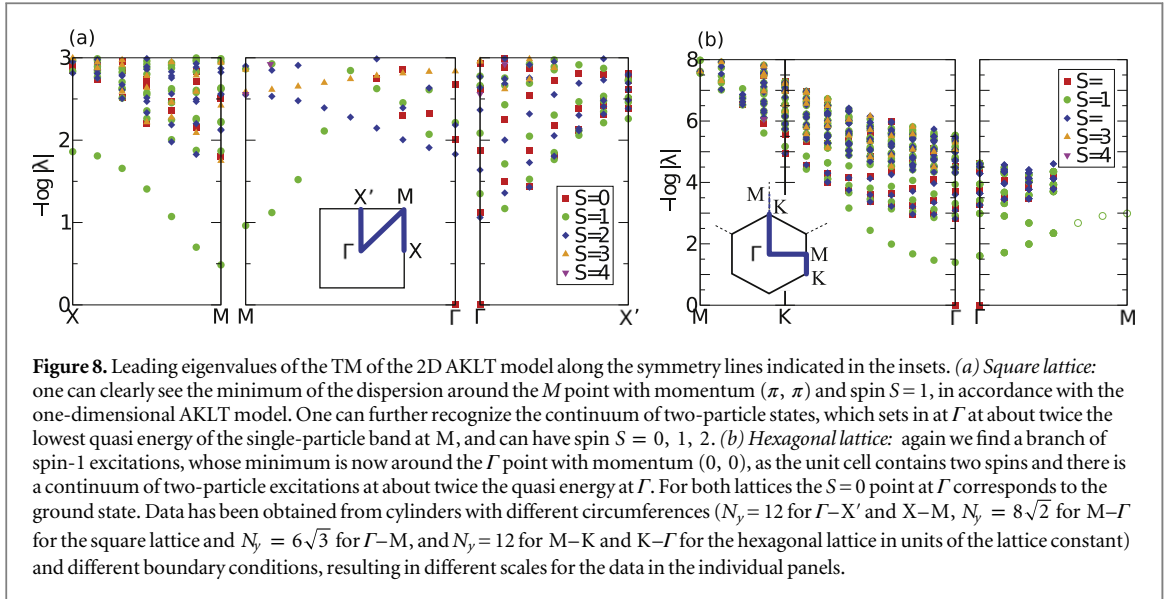 (a)
3
2
1
0
−log|λ|
X
M
M
Γ
Γ
X'
X'
M
Γ
X
S=0
S=1
S=2
S=3
S=4
(b)
8
6
4
2
0
−log|λ|
M
K
Γ
Γ
M
M
K
Γ
M
K
S=
S=1
S=
S=3
S=4
Figure 8. Leading eigenvalues of the TM of the 2D AKLT model along the symmetry lines indicated in the insets. (a) Square lattice:
one can clearly see the minimum of the dispersion around the M point with momentum (π, π) and spin S = 1, in accordance with the
one-dimensional AKLT model. One can further recognize the continuum of two-particle states, which sets in at Γ at about twice the
lowest quasi energy of the single-particle band at M, and can have spin S = 0, 1, 2. (b) Hexagonal lattice: again we find a branch of
spin-1 excitations, whose minimum is now around the Γ point with momentum (0, 0), as the unit cell contains two spins and there is
a continuum of two-particle excitations at about twice the quasi energy at Γ. For both lattices the S = 0 point at Γ corresponds to the
ground state. Data has been obtained from cylinders with different circumferences (Ny = 12 for Γ–X′ and X–M, Ny = 8√2 for M–Γ
for the square lattice and Ny = 6√3 for Γ–M, and Ny = 12 for M–K and K–Γ for the hexagonal lattice in units of the lattice constant)
and different boundary conditions, resulting in different scales for the data in the individual panels.